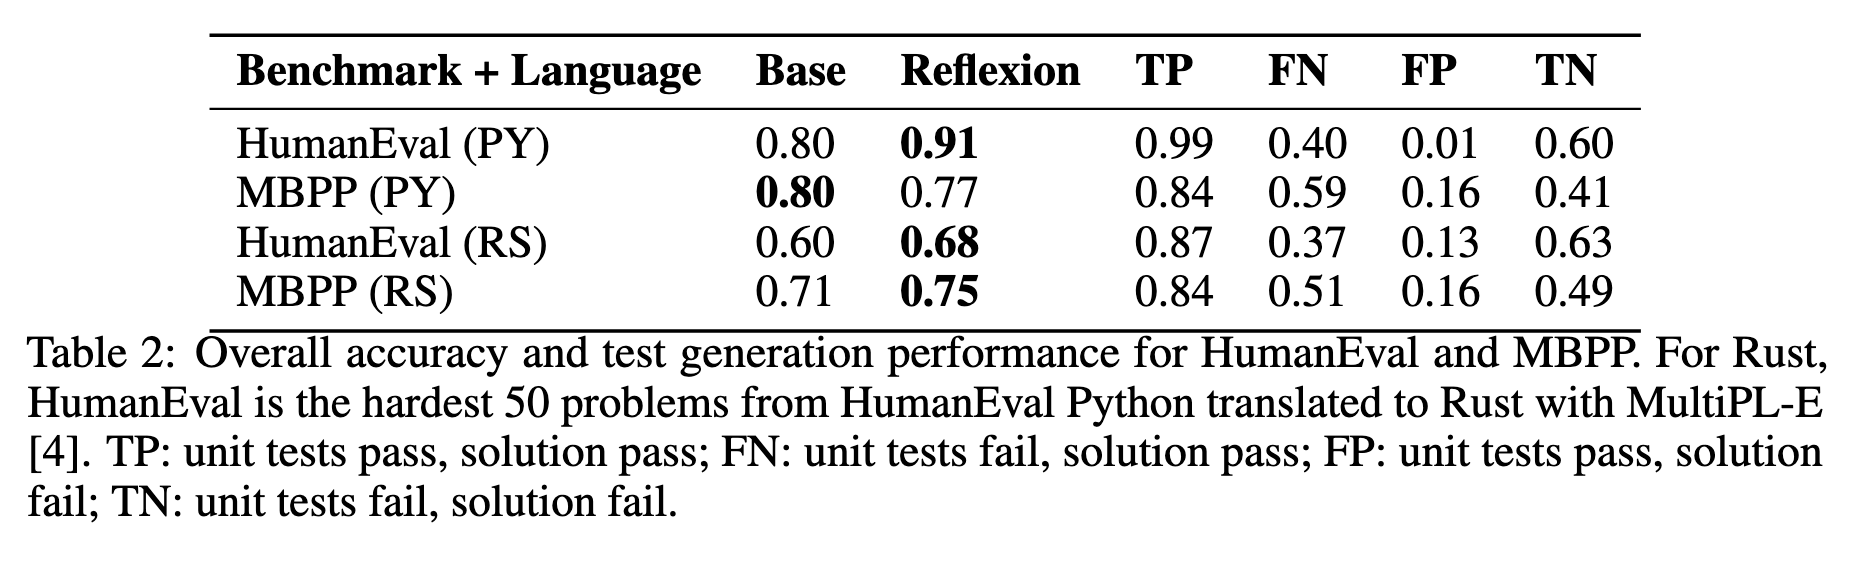 Benchmark + Language Base Reflexion TP FN FP TN
HumanEval (PY) 0.80 0.91 0.99 0.40 0.01 0.60
MBPP (PY) 0.80 0.77 0.84 0.59 0.16 0.41
HumanEval (RS) 0.60 0.68 0.87 0.37 0.13 0.63
MBPP (RS) 0.71 0.75 0.84 0.51 0.16 0.49
Table 2: Overall accuracy and test generation performance for HumanEval and MBPP. For Rust,
HumanEval is the hardest 50 problems from HumanEval Python translated to Rust with MultiPL-E
[4]. TP: unit tests pass, solution pass; FN: unit tests fail, solution pass; FP: unit tests pass, solution
fail; TN: unit tests fail, solution fail.